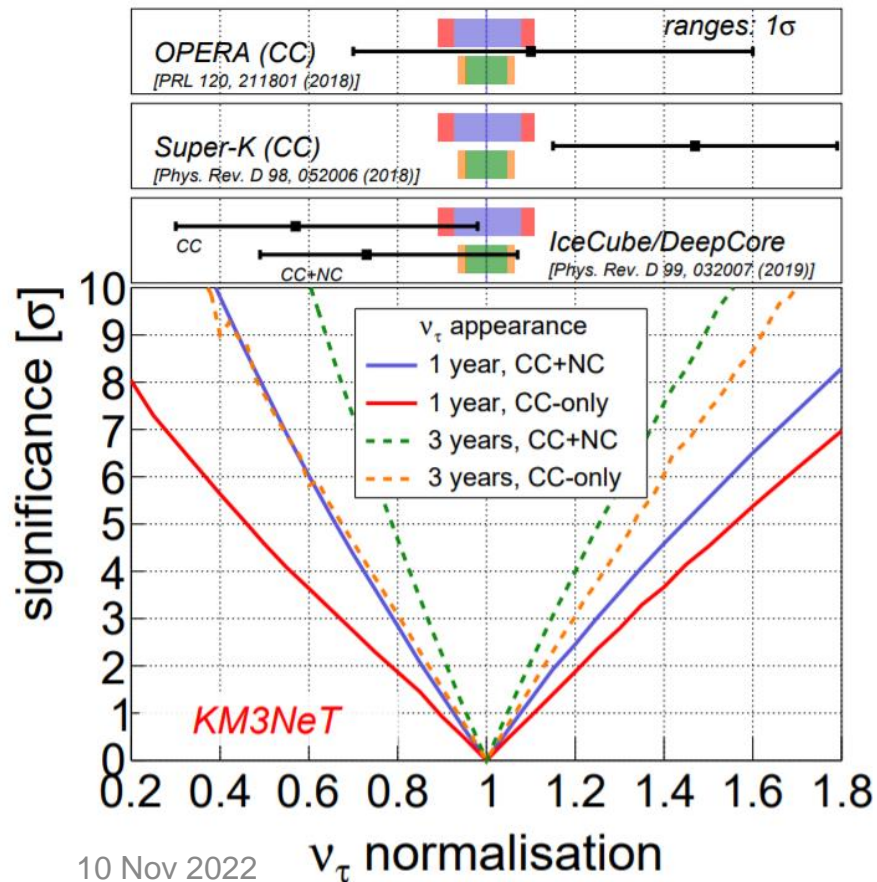 ranges: 1σ
OPERA (CC)
[PRL 120, 211801 (2018)]
Super-K (CC)
[Phys. Rev. D 98, 052006 (2018)]
CC
IceCube/DeepCore
[Phys. Rev. D 99, 032007 (2019)]
CC+NC
significance [σ]
10
9
8
7
6
5
4
3
2
1
0
ντ appearance
1 year, CC+NC
1 year, CC-only
3 years, CC+NC
3 years, CC-only
KM3NeT
0.2 0.4 0.6 0.8 1 1.2 1.4 1.6 1.8
ντ normalisation
10 Nov 2022